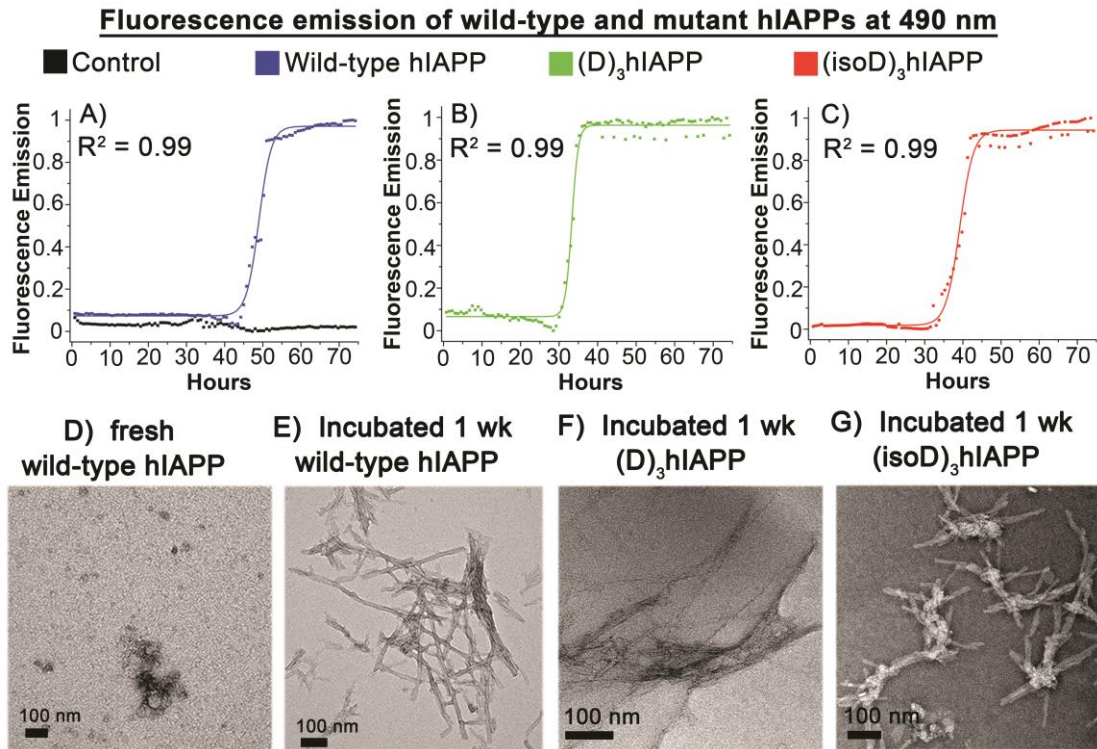 Fluorescence emission of wild-type and mutant hIAPPs at 490 nm
Control Wild-type hIAPP (D)₃hIAPP (isoD)₃hIAPP
A)
R² = 0.99
Fluorescence Emission
1
0.8
0.6
0.4
0.2
0
0 10 20 30 40 50 60 70
Hours
B)
R² = 0.99
Fluorescence Emission
1
0.8
0.6
0.4
0.2
0
0 10 20 30 40 50 60 70
Hours
C)
R² = 0.99
Fluorescence Emission
1
0.8
0.6
0.4
0.2
0
0 10 20 30 40 50 60 70
Hours
D) fresh
wild-type hIAPP
100 nm
E) Incubated 1 wk
wild-type hIAPP
100 nm
F) Incubated 1 wk
(D)₃hIAPP
100 nm
G) Incubated 1 wk
(isoD)₃hIAPP
100 nm